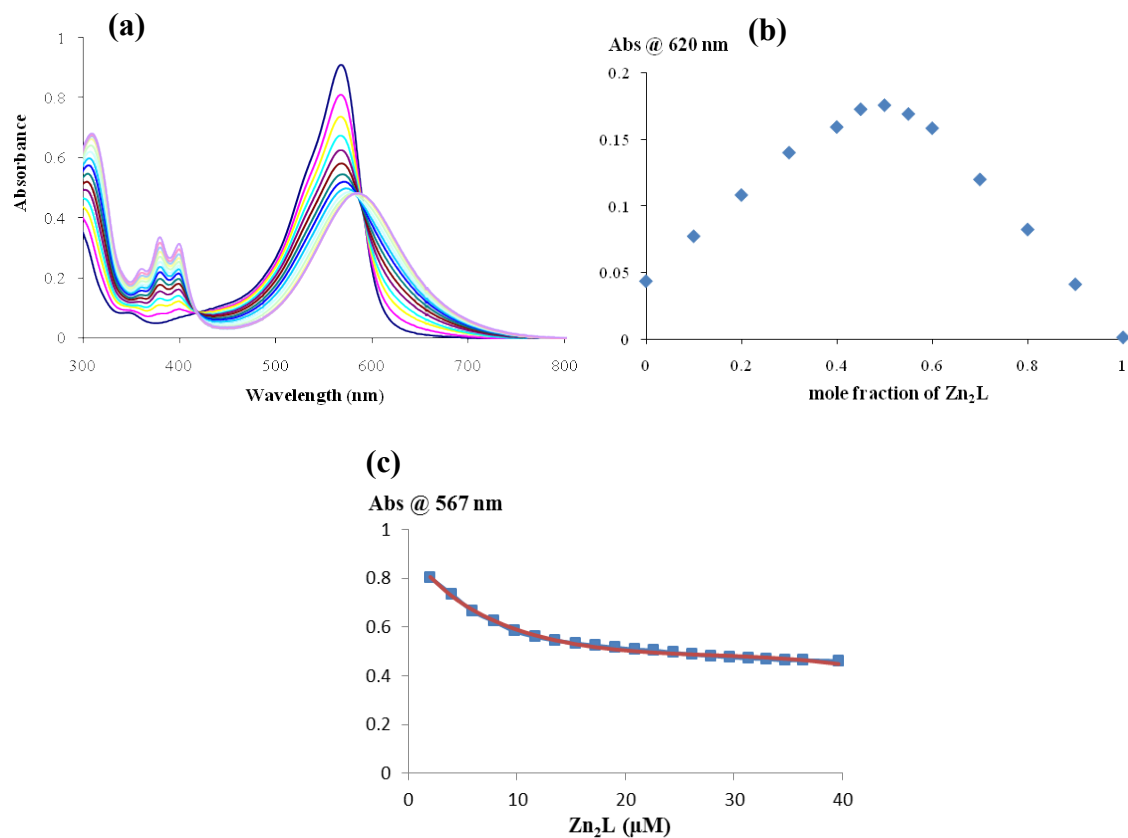 (a)
1
0.8
0.6
0.4
0.2
0
300 400 500 600 700 800
Absorbance
Wavelength (nm)
(b)
Abs @ 620 nm
0.2
0.15
0.1
0.05
0
0 0.2 0.4 0.6 0.8 1
mole fraction of Zn₂L
(c)
Abs @ 567 nm
1
0.8
0.6
0.4
0.2
0
0 10 20 30 40
Zn₂L (µM)